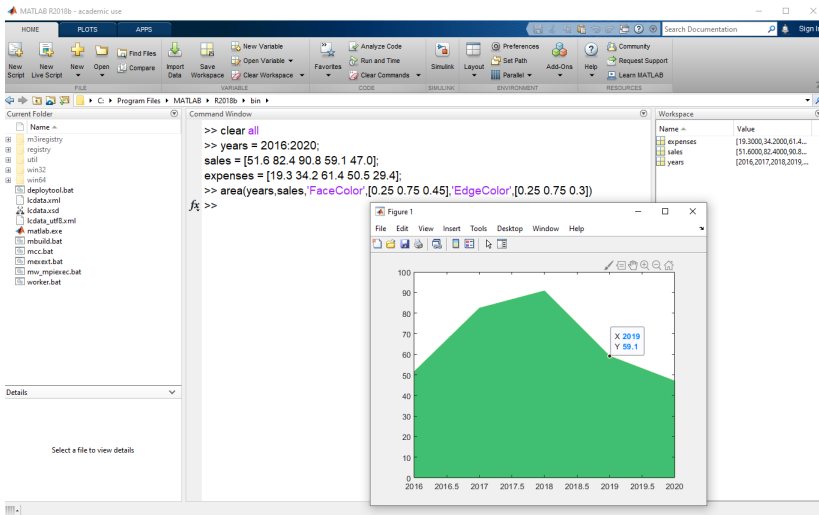 MATLAB R2018b - academic use
HOME PLOTS APPS
Search Documentation
Sign In
New Script
New Live Script
New
Open
Find Files
Compare
Import Data
Save Workspace
New Variable
Open Variable
Clear Workspace
Favorites
Analyze Code
Run and Time
Clear Commands
Simulink
Layout
Preferences
Set Path
Parallel
Add-Ons
Help
Community
Request Support
Learn MATLAB
FILE VARIABLE CODE SIMULINK ENVIRONMENT RESOURCES
C: Program Files MATLAB R2018b bin
Current Folder
Name
m3iregistry
registry
util
win32
win64
deploytool.bat
lcdata.xml
lcdata.xsd
lcdata_utf8.xml
matlab.exe
mbuild.bat
mcc.bat
mexext.bat
mw_mpiexec.bat
worker.bat
Details
Select a file to view details
Command Window
>> clear all
>> years = 2016:2020;
sales = [51.6 82.4 90.8 59.1 47.0];
expenses = [19.3 34.2 61.4 50.5 29.4];
>> area(years,sales,'FaceColor',[0.25 0.75 0.45],'EdgeColor',[0.25 0.75 0.3])
fx >>
Workspace
Name Value
expenses [19.3000,34.2000,61.4...
sales [51.6000,82.4000,90.8...
years [2016,2017,2018,2019,...
Figure 1
File Edit View Insert Tools Desktop Window Help
100
90
80
70
60
50
40
30
20
10
0
X 2019
Y 59.1
2016 2016.5 2017 2017.5 2018 2018.5 2019 2019.5 2020